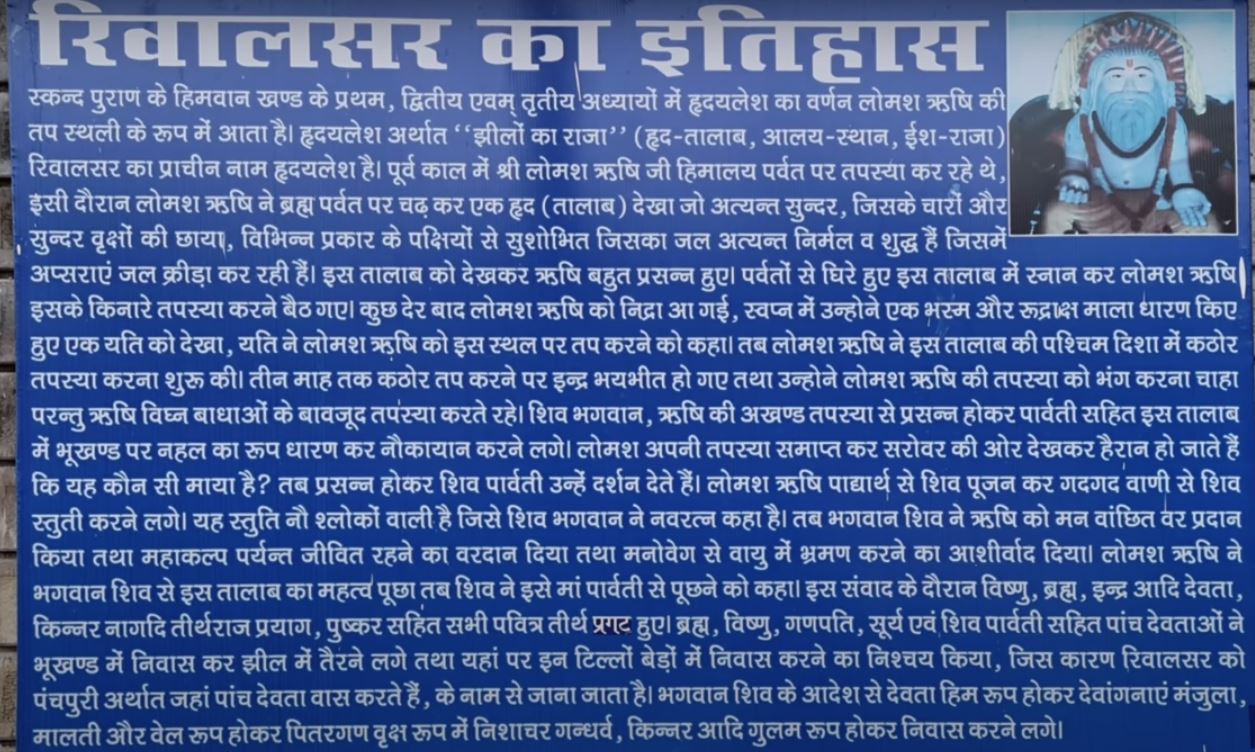 रिवालसर का इतिहास
स्कन्द पुराण के हिमवान खण्ड के प्रथम, द्वितीय एवम् तृतीय अध्यायों में हृदयलेश का वर्णन लोमश ऋषि की
तप स्थली के रूप में आता है। हृदयलेश अर्थात ‘‘झीलों का राजा’’ (हृद-तालाब, आलय-स्थान, ईश-राजा)
रिवालसर का प्राचीन नाम हृदयलेश है। पूर्व काल में श्री लोमश ऋषि जी हिमालय पर्वत पर तपस्या कर रहे थे,
इसी दौरान लोमश ऋषि ने ब्रह्म पर्वत पर चढ़ कर एक हृद (तालाब) देखा जो अत्यन्त सुन्दर, जिसके चारों और
सुन्दर वृक्षों की छाया, विभिन्न प्रकार के पक्षियों से सुशोभित जिसका जल अत्यन्त निर्मल व शुद्ध हैं जिसमें
अप्सराएं जल क्रीड़ा कर रही हैं। इस तालाब को देखकर ऋषि बहुत प्रसन्न हुए। पर्वतों से घिरे हुए इस तालाब में स्नान कर लोमश ऋषि
इसके किनारे तपस्या करने बैठ गए। कुछ देर बाद लोमश ऋषि को निद्रा आ गई, स्वप्न में उन्होने एक भस्म और रूद्राक्ष माला धारण किए
हुए एक यति को देखा, यति ने लोमश ऋषि को इस स्थल पर तप करने को कहा। तब लोमश ऋषि ने इस तालाब की पश्चिम दिशा में कठोर
तपस्या करना शुरू की। तीन माह तक कठोर तप करने पर इन्द्र भयभीत हो गए तथा उन्होने लोमश ऋषि की तपस्या को भंग करना चाहा
परन्तु ऋषि विघ्न बाधाओं के बावजूद तपस्या करते रहे। शिव भगवान, ऋषि की अखण्ड तपस्या से प्रसन्न होकर पार्वती सहित इस तालाब
में भूखण्ड पर नहल का रूप धारण कर नौकायान करने लगे। लोमश अपनी तपस्या समाप्त कर सरोवर की ओर देखकर हैरान हो जाते हैं
कि यह कौन सी माया है? तब प्रसन्न होकर शिव पार्वती उन्हें दर्शन देते हैं। लोमश ऋषि पाद्यार्थ से शिव पूजन कर गदगद वाणी से शिव
स्तुती करने लगे। यह स्तुति नौ श्लोकों वाली है जिसे शिव भगवान ने नवरत्न कहा है। तब भगवान शिव ने ऋषि को मन वांछित वर प्रदान
किया तथा महाकल्प पर्यन्त जीवित रहने का वरदान दिया तथा मनोवेग से वायु में भ्रमण करने का आशीर्वाद दिया। लोमश ऋषि ने
भगवान शिव से इस तालाब का महत्व पूछा तब शिव ने इसे मां पार्वती से पूछने को कहा। इस संवाद के दौरान विष्णु, ब्रह्म, इन्द्र आदि देवता,
किन्नर नागदि तीर्थराज प्रयाग, पुष्कर सहित सभी पवित्र तीर्थ प्रगट हुए। ब्रह्म, विष्णु, गणपति, सूर्य एवं शिव पार्वती सहित पांच देवताओं ने
भूखण्ड में निवास कर झील में तैरने लगे तथा यहां पर इन टिल्लों बेड़ों में निवास करने का निश्चय किया, जिस कारण रिवालसर को
पंचपुरी अर्थात जहां पांच देवता वास करते हैं, के नाम से जाना जाता है। भगवान शिव के आदेश से देवता हिम रूप होकर देवांगनाएं मंजुला,
मालती और वेल रूप होकर पितरगण वृक्ष रूप में निशाचर गन्धर्व, किन्नर आदि गुलम रूप होकर निवास करने लगे।